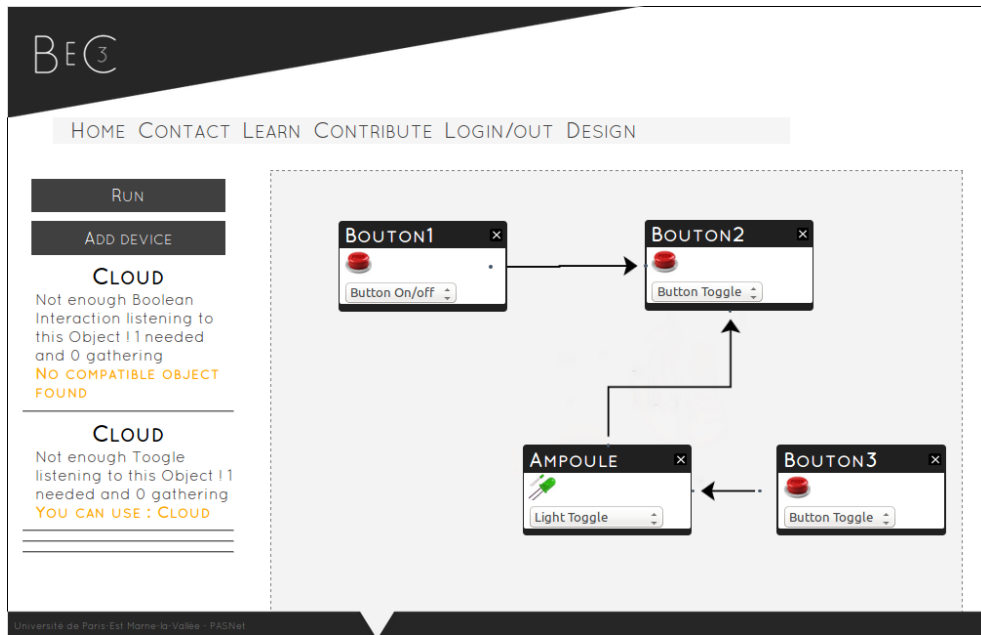 BEC3
HOME CONTACT LEARN CONTRIBUTE LOGIN/OUT DESIGN
RUN
ADD DEVICE
CLOUD
Not enough Boolean
Interaction listening to
this Object ! 1 needed
and 0 gathering
NO COMPATIBLE OBJECT
FOUND
CLOUD
Not enough Toogle
listening to this Object ! 1
needed and 0 gathering
YOU CAN USE : CLOUD
BOUTON1
Button On/off
BOUTON2
Button Toggle
AMPOULE
Light Toggle
BOUTON3
Button Toggle
Université de Paris-Est Marne-la-Vallée - PASNet